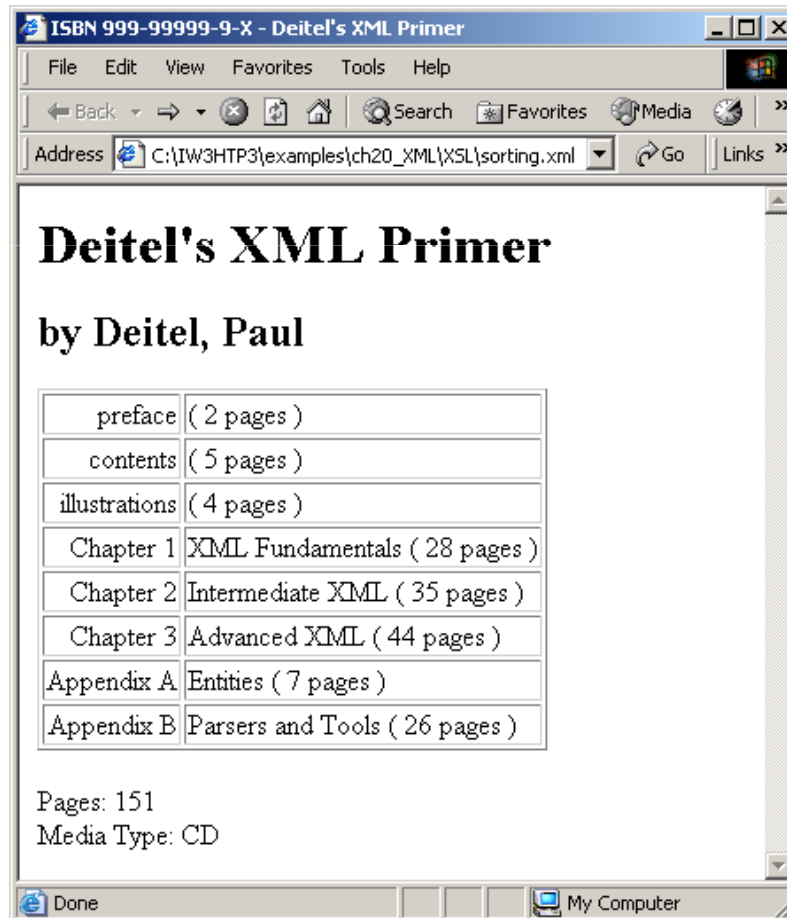 ISBN 999-99999-9-X - Deitel's XML Primer
File Edit View Favorites Tools Help
Back Search Favorites Media »
Address C:\IW3HTP3\examples\ch20_XML\XSL\sorting.xml Go Links »
Deitel's XML Primer
by Deitel, Paul
preface ( 2 pages )
contents ( 5 pages )
illustrations ( 4 pages )
Chapter 1 XML Fundamentals ( 28 pages )
Chapter 2 Intermediate XML ( 35 pages )
Chapter 3 Advanced XML ( 44 pages )
Appendix A Entities ( 7 pages )
Appendix B Parsers and Tools ( 26 pages )
Pages: 151
Media Type: CD
Done My Computer